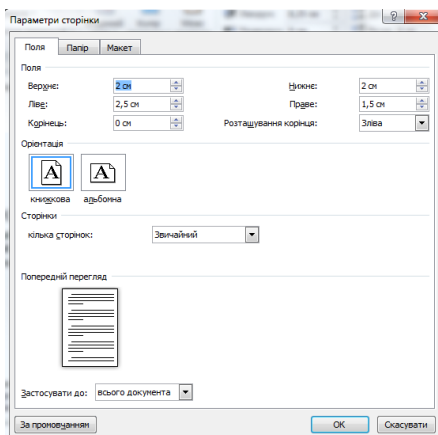 Параметри сторінки
Поля Папір Макет
Поля
Верхнє: 2 см Нижнє: 2 см
Ліве: 2,5 см Праве: 1,5 см
Корінець: 0 см Розташування корінця: Зліва
Орієнтація
A A
книжкова альбомна
Сторінки
кілька сторінок: Звичайний
Попередній перегляд
Застосувати до: всього документа
За промовчанням OK Скасувати